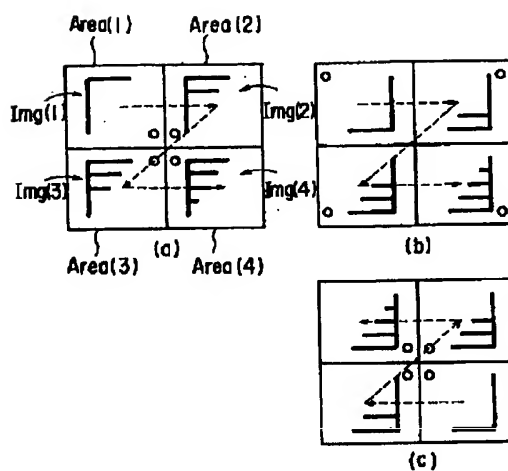 Area(1)
Area(2)
Img(1)
Img(2)
Img(3)
Img(4)
(a)
(b)
Area(3)
Area(4)
(c)